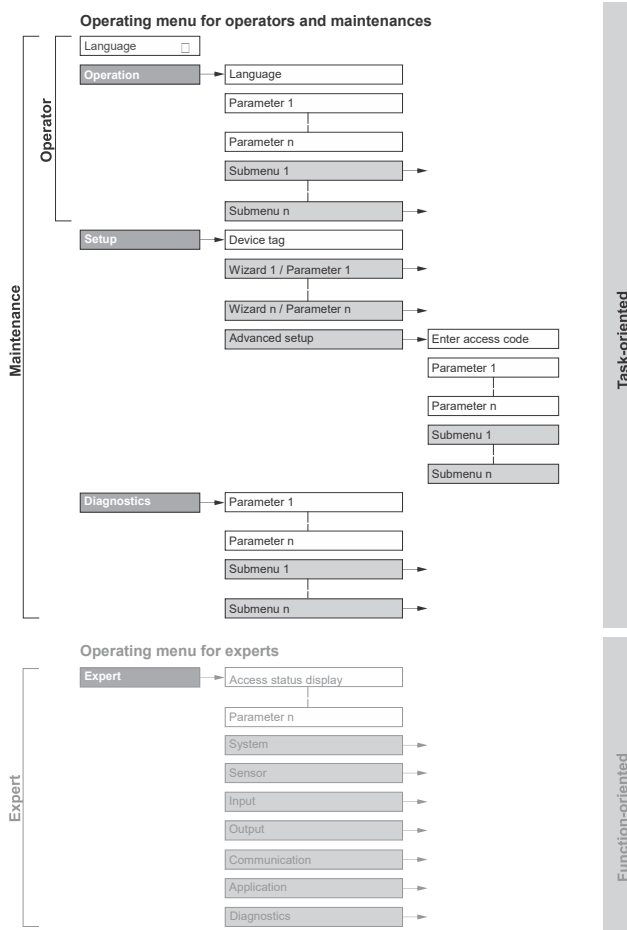 Operating menu for operators and maintenances
Language
Operation
Language
Parameter 1
Parameter n
Submenu 1
Submenu n
Operator
Setup
Device tag
Wizard 1 / Parameter 1
Wizard n / Parameter n
Advanced setup
Enter access code
Parameter 1
Parameter n
Submenu 1
Submenu n
Maintenance
Task-oriented
Diagnostics
Parameter 1
Parameter n
Submenu 1
Submenu n
Operating menu for experts
Expert
Access status display
Parameter n
System
Sensor
Input
Output
Communication
Application
Diagnostics
Expert
Function-oriented